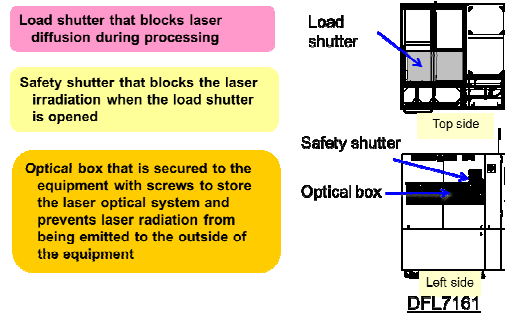 Load shutter that blocks laser
diffusion during processing
Safety shutter that blocks the laser
irradiation when the load shutter
is opened
Optical box that is secured to the
equipment with screws to store
the laser optical system and
prevents laser radiation from
being emitted to the outside of
the equipment
Load
shutter
Top side
Safety shutter
Optical box
Left side
DFL7161